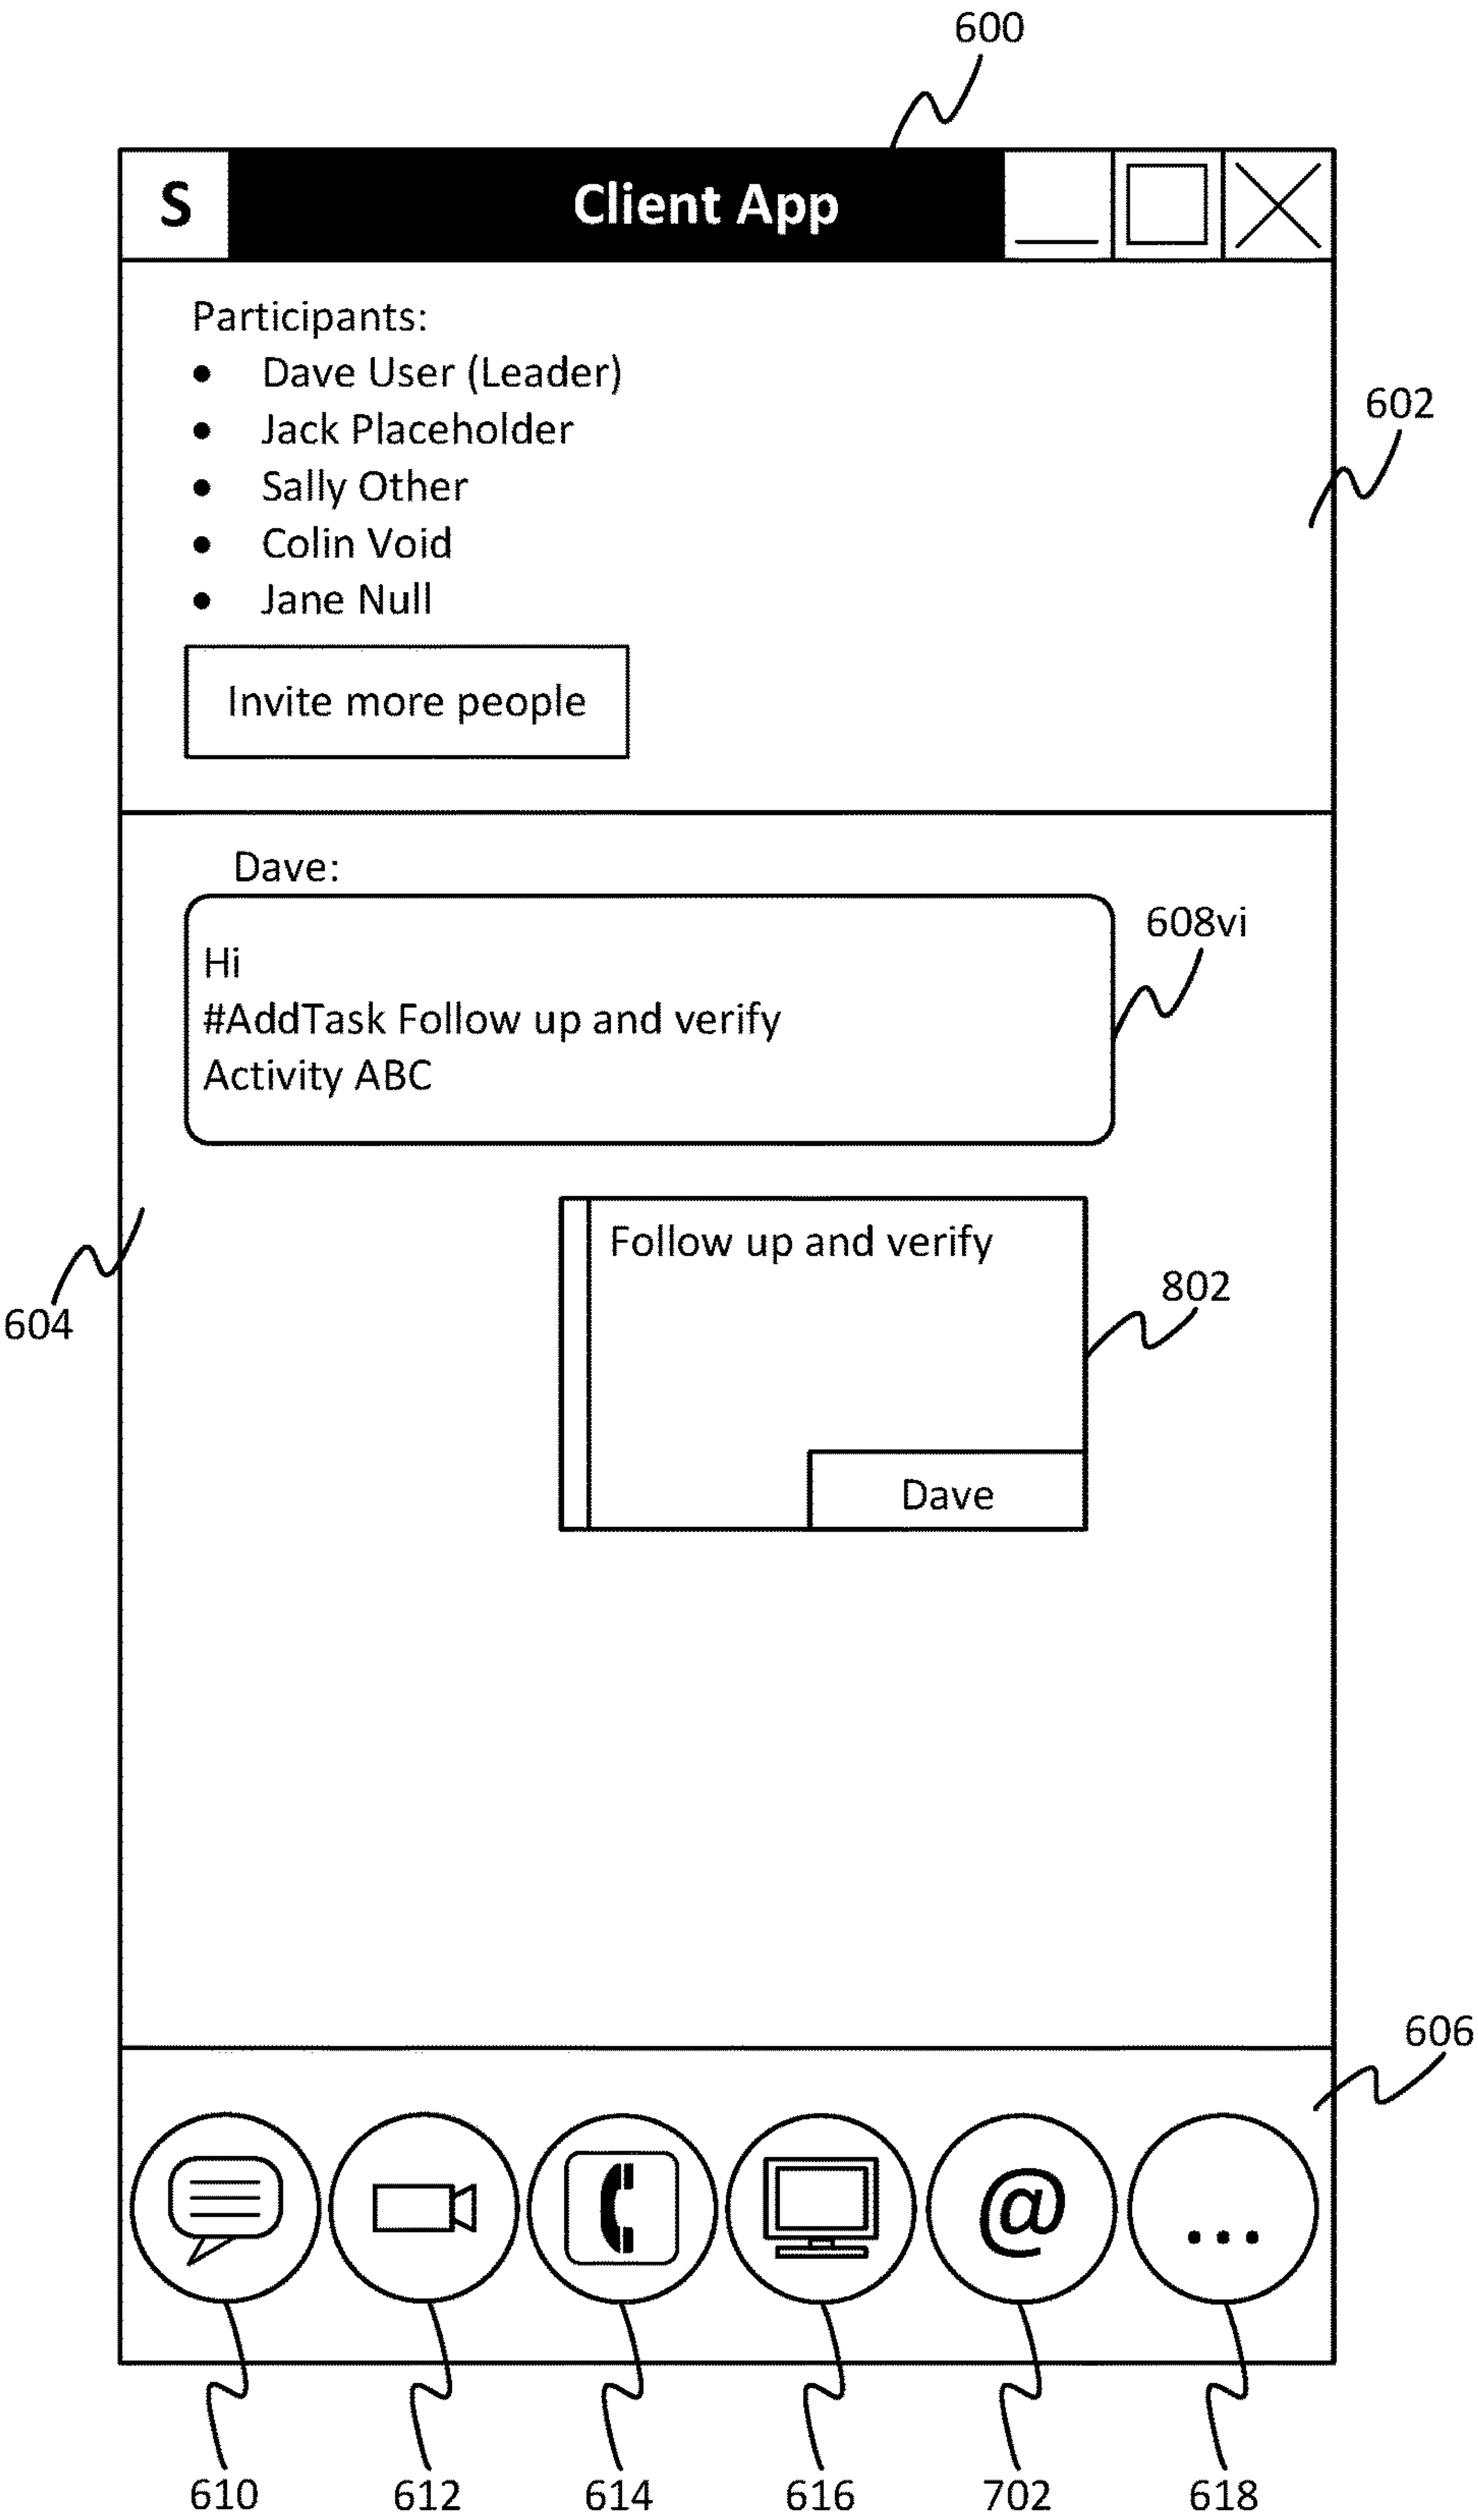 600
S
Client App
Participants:
• Dave User (Leader)
602
• Jack Placeholder
• Sally Other
• Colin Void
• Jane Null
Invite more people
Dave:
608vi
Hi
#AddTask Follow up and verify
Activity ABC
Follow up and verify
802
604
Dave
606
@
...
610
612
614
616
702
618